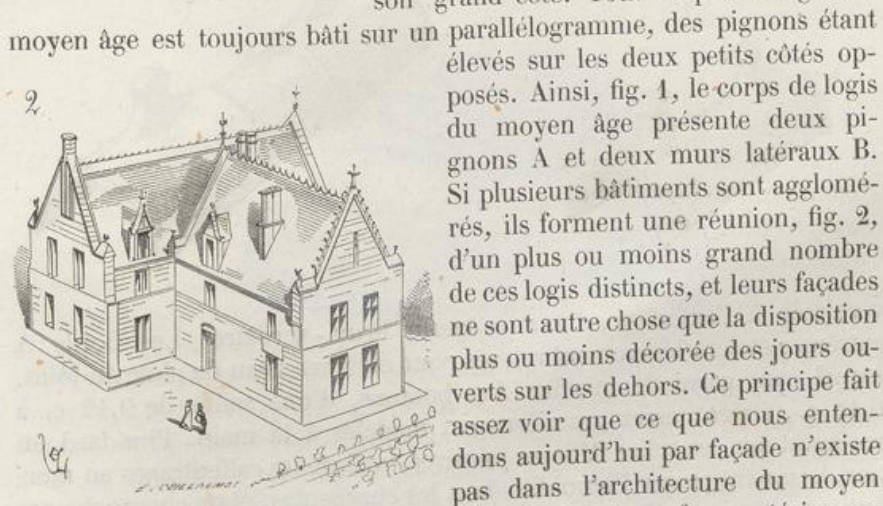 son grand côté.
moyen âge est toujours bâti sur un parallélogramme, des pignons étant
élevés sur les deux petits côtés op-
posés. Ainsi, fig. 1, le corps de logis
du moyen âge présente deux pi-
gnons A et deux murs latéraux B.
Si plusieurs bâtiments sont agglomé-
rés, ils forment une réunion, fig. 2,
d'un plus ou moins grand nombre
de ces logis distincts, et leurs façades
ne sont autre chose que la disposition
plus ou moins décorée des jours ou-
verts sur les dehors. Ce principe fait
assez voir que ce que nous enten-
dons aujourd'hui par façade n'existe
pas dans l'architecture du moyen
2